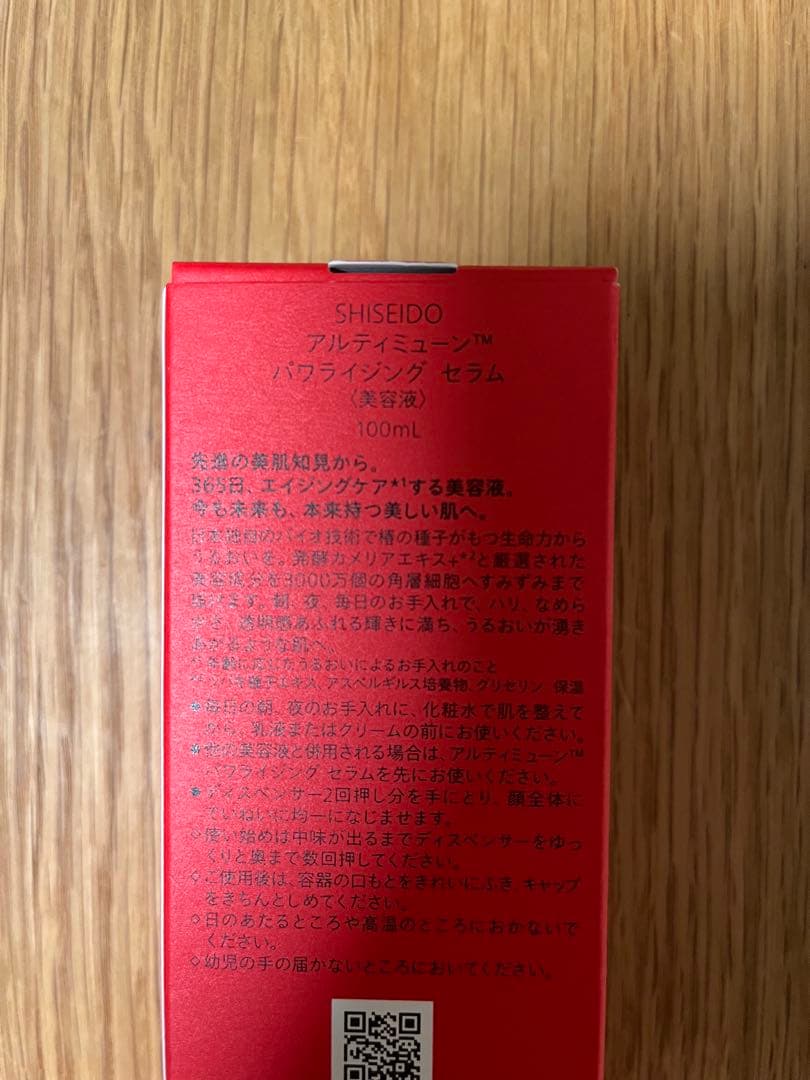 SHISEIDO
アルティミューン™
パワライジング セラム
〈美容液〉
100mL
先進の美肌知見から。
365日、エイジングケア*¹する美容液。
今も未来も、本来持つ美しい肌へ。
日本独自のバイオ技術で椿の種子がもつ生命力から
うるおいを。発酵カメリアエキス+*²と厳選された
美容成分を3000万個の角層細胞へすみずみまで
届けます。朝、夜、毎日のお手入れで、ハリ、なめら
かさ、透明感あふれる輝きに満ち、うるおいが湧き
あがるような肌へ。
*¹ 年齢に応じたうるおいによるお手入れのこと
*² ツバキ種子エキス、アスペルギルス培養物、グリセリン 保湿
●毎日の朝、夜のお手入れに、化粧水で肌を整えて
から、乳液またはクリームの前にお使いください。
●他の美容液と併用される場合は、アルティミューン™
パワライジング セラムを先にお使いください。
●ディスペンサー2回押し分を手にとり、顔全体に
ていねいに均一になじませます。
◇使い始めは中味が出るまでディスペンサーをゆっ
くりと奥まで数回押してください。
◇ご使用後は、容器の口もとをきれいにふき、キャップ
をきちんとしめてください。
◇日のあたるところや高温のところにおかないで
ください。
◇幼児の手の届かないところにおいてください。